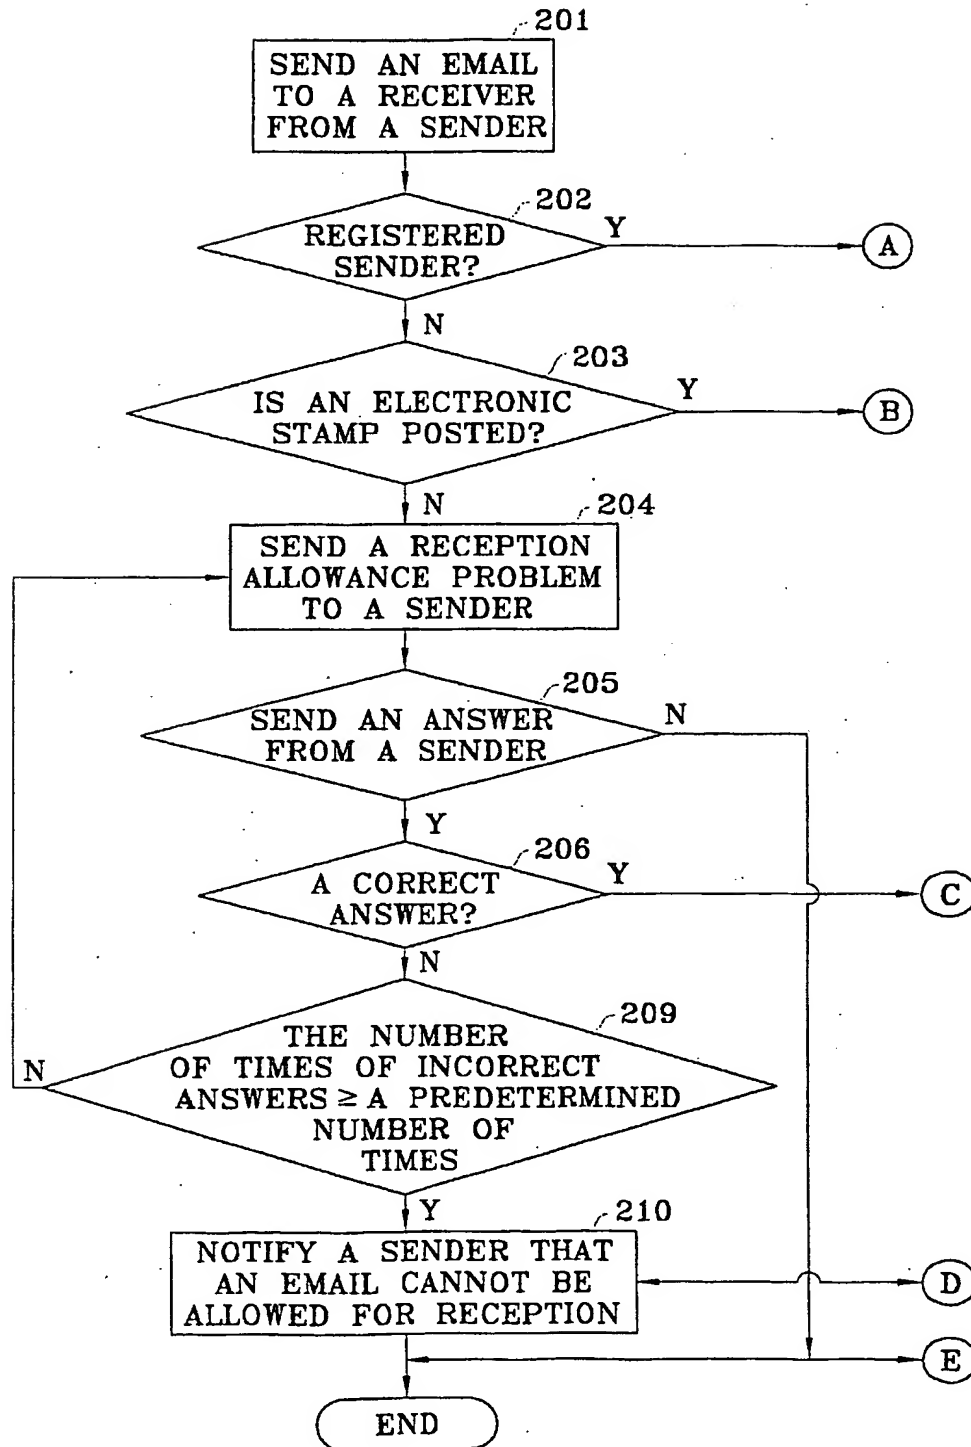 201
SEND AN EMAIL
TO A RECEIVER
FROM A SENDER
202
REGISTERED
SENDER?
Y
A
N
203
IS AN ELECTRONIC
STAMP POSTED?
Y
B
N
204
SEND A RECEPTION
ALLOWANCE PROBLEM
TO A SENDER
205
SEND AN ANSWER
FROM A SENDER
N
Y
206
A CORRECT
ANSWER?
Y
C
N
209
THE NUMBER
OF TIMES OF INCORRECT
ANSWERS ≥ A PREDETERMINED
NUMBER OF
TIMES
N
Y
210
NOTIFY A SENDER THAT
AN EMAIL CANNOT BE
ALLOWED FOR RECEPTION
D
E
END